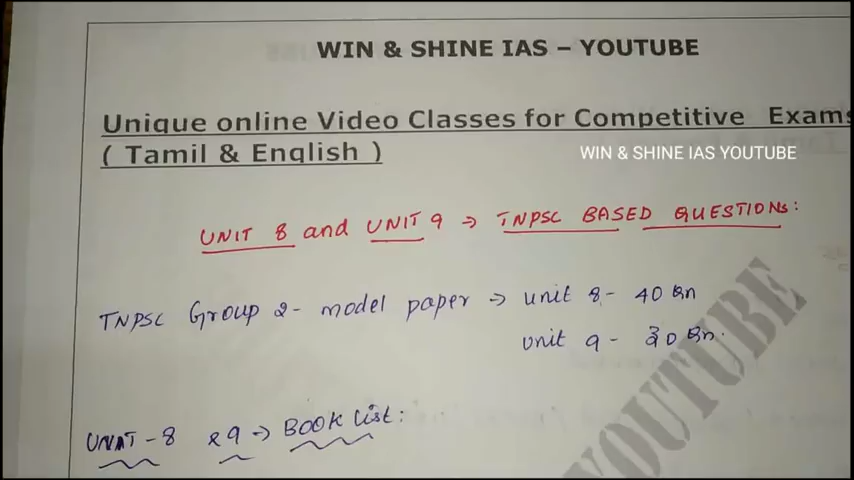 WIN & SHINE IAS – YOUTUBE
Unique online Video Classes for Competitive Exams
( Tamil & English )
WIN & SHINE IAS YOUTUBE
UNIT 8 and UNIT 9 → TNPSC BASED QUESTIONS:
TNPSC Group 2- model paper → unit 8- 40 Qn
unit 9 - 20 Qn.
UNIT - 8 & 9 → BOOK List:
YOUTUBE